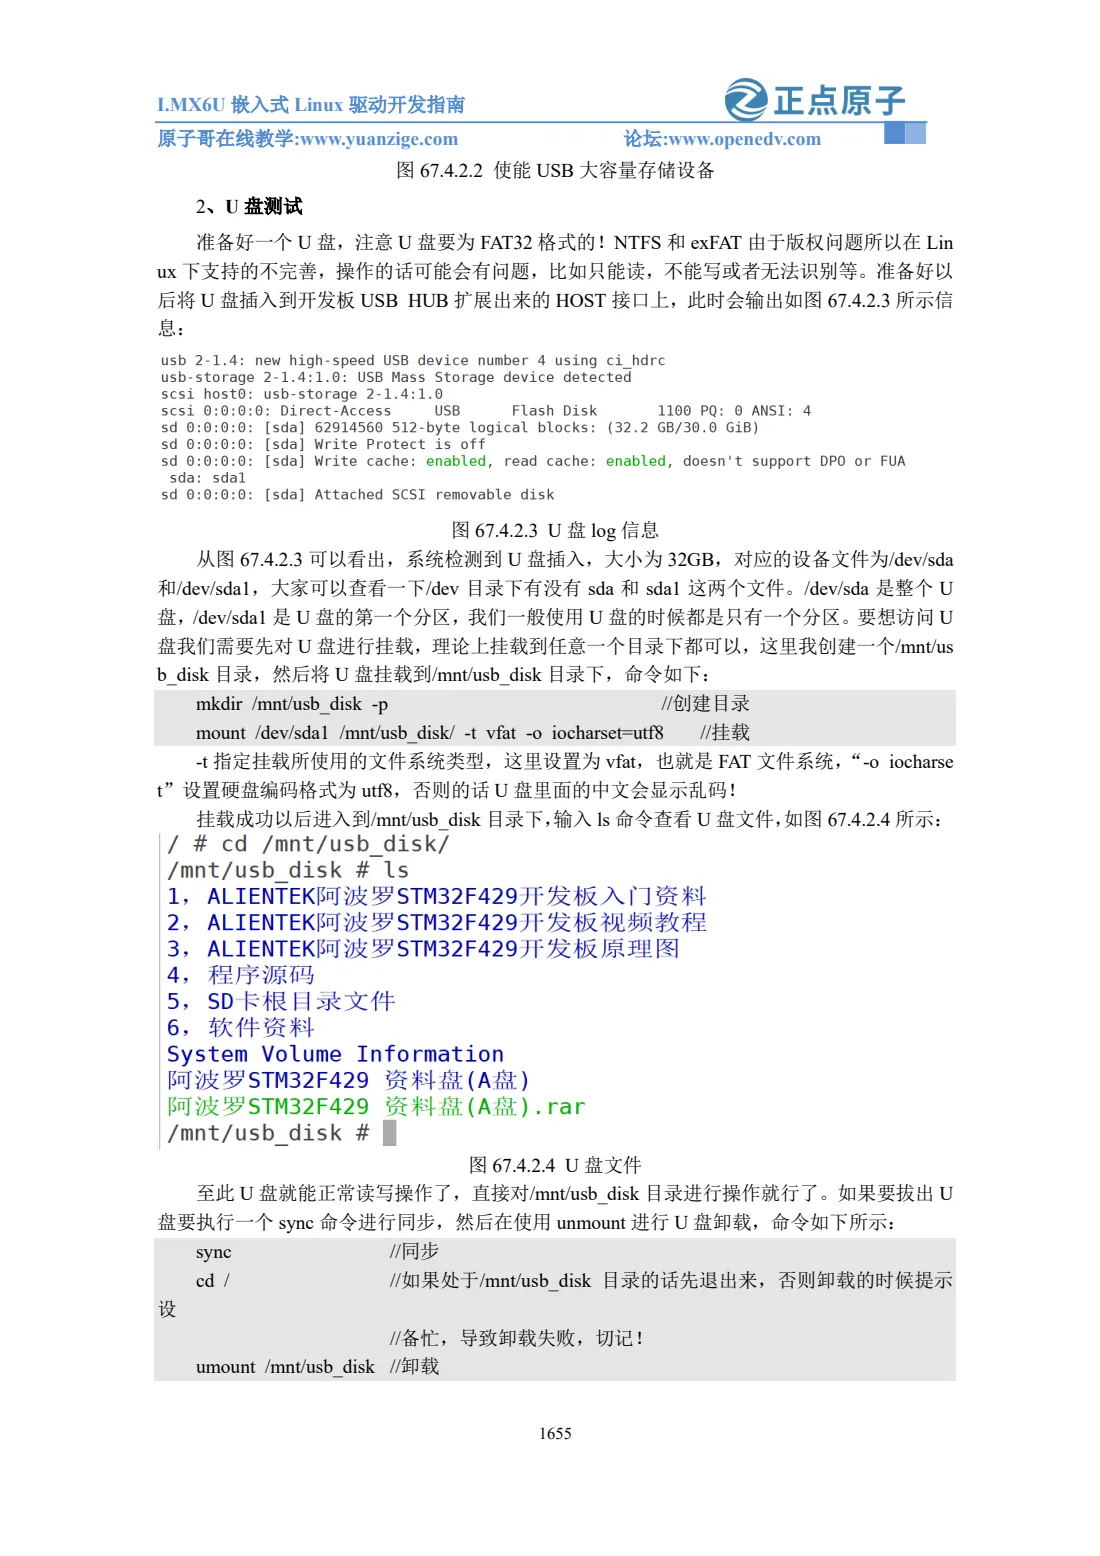 I.MX6U 嵌入式 Linux 驱动开发指南
正点原子
原子哥在线教学:www.yuanzige.com 论坛:www.openedv.com
图 67.4.2.2 使能 USB 大容量存储设备
2、U 盘测试
准备好一个 U 盘，注意 U 盘要为 FAT32 格式的！NTFS 和 exFAT 由于版权问题所以在 Lin
ux 下支持的不完善，操作的话可能会有问题，比如只能读，不能写或者无法识别等。准备好以
后将 U 盘插入到开发板 USB HUB 扩展出来的 HOST 接口上，此时会输出如图 67.4.2.3 所示信
息：
usb 2-1.4: new high-speed USB device number 4 using ci_hdrc
usb-storage 2-1.4:1.0: USB Mass Storage device detected
scsi host0: usb-storage 2-1.4:1.0
scsi 0:0:0:0: Direct-Access     USB      Flash Disk       1100 PQ: 0 ANSI: 4
sd 0:0:0:0: [sda] 62914560 512-byte logical blocks: (32.2 GB/30.0 GiB)
sd 0:0:0:0: [sda] Write Protect is off
sd 0:0:0:0: [sda] Write cache: enabled, read cache: enabled, doesn't support DPO or FUA
sda: sda1
sd 0:0:0:0: [sda] Attached SCSI removable disk
图 67.4.2.3 U 盘 log 信息
从图 67.4.2.3 可以看出，系统检测到 U 盘插入，大小为 32GB，对应的设备文件为/dev/sda
和/dev/sda1，大家可以查看一下/dev 目录下有没有 sda 和 sda1 这两个文件。/dev/sda 是整个 U
盘，/dev/sda1 是 U 盘的第一个分区，我们一般使用 U 盘的时候都是只有一个分区。要想访问 U
盘我们需要先对 U 盘进行挂载，理论上挂载到任意一个目录下都可以，这里我创建一个/mnt/us
b_disk 目录，然后将 U 盘挂载到/mnt/usb_disk 目录下，命令如下：
mkdir /mnt/usb_disk -p //创建目录
mount /dev/sda1 /mnt/usb_disk/ -t vfat -o iocharset=utf8 //挂载
-t 指定挂载所使用的文件系统类型，这里设置为 vfat，也就是 FAT 文件系统，“-o iocharse
t”设置硬盘编码格式为 utf8，否则的话 U 盘里面的中文会显示乱码！
挂载成功以后进入到/mnt/usb_disk 目录下，输入 ls 命令查看 U 盘文件，如图 67.4.2.4 所示：
/ # cd /mnt/usb_disk/
/mnt/usb_disk # ls
1，ALIENTEK阿波罗STM32F429开发板入门资料
2，ALIENTEK阿波罗STM32F429开发板视频教程
3，ALIENTEK阿波罗STM32F429开发板原理图
4，程序源码
5，SD卡根目录文件
6，软件资料
System Volume Information
阿波罗STM32F429 资料盘(A盘)
阿波罗STM32F429 资料盘(A盘).rar
/mnt/usb_disk #
图 67.4.2.4 U 盘文件
至此 U 盘就能正常读写操作了，直接对/mnt/usb_disk 目录进行操作就行了。如果要拔出 U
盘要执行一个 sync 命令进行同步，然后在使用 unmount 进行 U 盘卸载，命令如下所示：
sync //同步
cd / //如果处于/mnt/usb_disk 目录的话先退出来，否则卸载的时候提示
设
//备忙，导致卸载失败，切记！
umount /mnt/usb_disk //卸载
1655